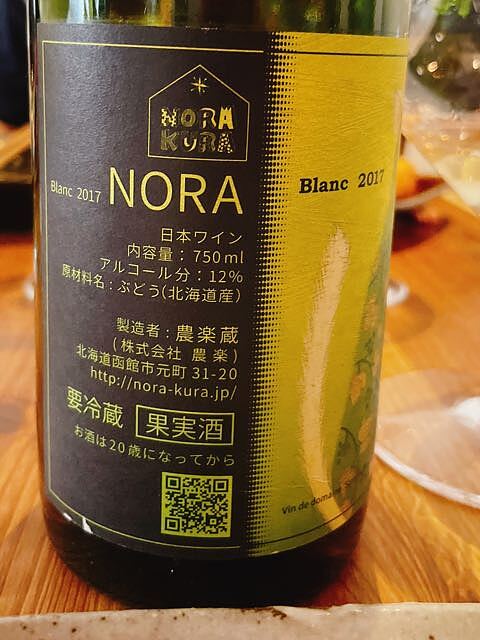 NORA
KURA
Blanc 2017 NORA
日本ワイン
内容量：750ml
アルコール分：12%
原材料名：ぶどう(北海道産)
製造者：農楽蔵
(株式会社 農楽)
北海道函館市元町 31-20
http://nora-kura.jp/
要冷蔵 果実酒
お酒は20歳になってから
Blanc 2017
Vin de domaine